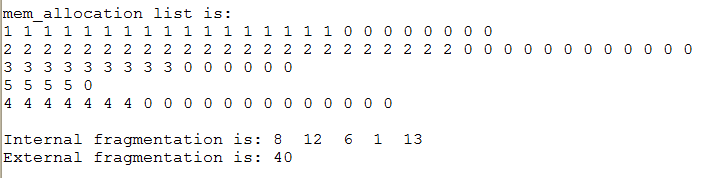 mem_allocation list is:
1 1 1 1 1 1 1 1 1 1 1 1 1 1 1 1 1 0 0 0 0 0 0 0 0
2 2 2 2 2 2 2 2 2 2 2 2 2 2 2 2 2 2 2 2 2 2 2 0 0 0 0 0 0 0 0 0 0 0 0
3 3 3 3 3 3 3 3 3 0 0 0 0 0 0
5 5 5 5 0
4 4 4 4 4 4 4 0 0 0 0 0 0 0 0 0 0 0 0 0
Internal fragmentation is: 8  12  6  1  13
External fragmentation is: 40